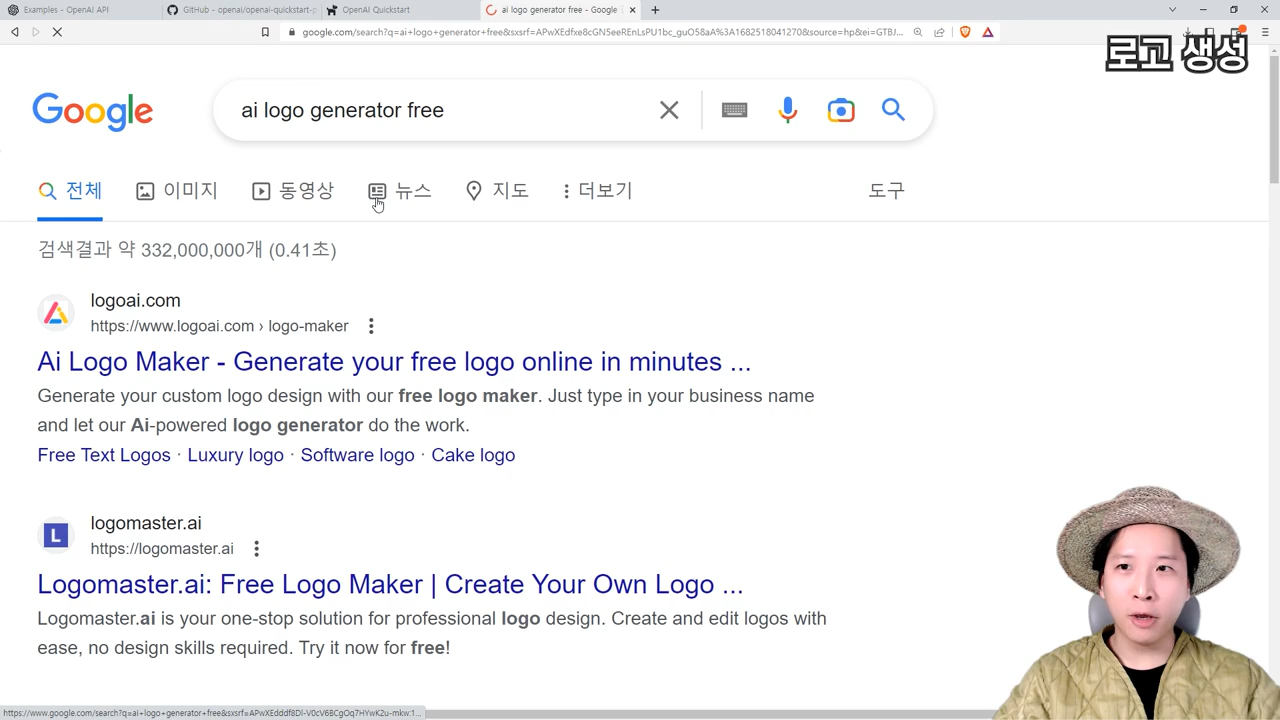 Examples - OpenAI API
GitHub - openai/openai-quickstart-p
OpenAI Quickstart
ai logo generator free - Google
google.com/search?q=ai+logo+generator+free&sxsrf=APwXEdfxe8cGN5eeREnLsPU1bc_guO58aA%3A1682518041270&source=hp&ei=GTBJ...
로고 생성
Google
ai logo generator free
전체
이미지
동영상
뉴스
지도
더보기
도구
검색결과 약 332,000,000개 (0.41초)
logoai.com
https://www.logoai.com › logo-maker
Ai Logo Maker - Generate your free logo online in minutes ...
Generate your custom logo design with our free logo maker. Just type in your business name
and let our Ai-powered logo generator do the work.
Free Text Logos · Luxury logo · Software logo · Cake logo
L
logomaster.ai
https://logomaster.ai
Logomaster.ai: Free Logo Maker | Create Your Own Logo ...
Logomaster.ai is your one-stop solution for professional logo design. Create and edit logos with
ease, no design skills required. Try it now for free!
https://www.google.com/search?q=ai+logo+generator+free&sxsrf=APwXEdddf8DI-V0cV6BCgOq7HYwK2u-mkw:1...